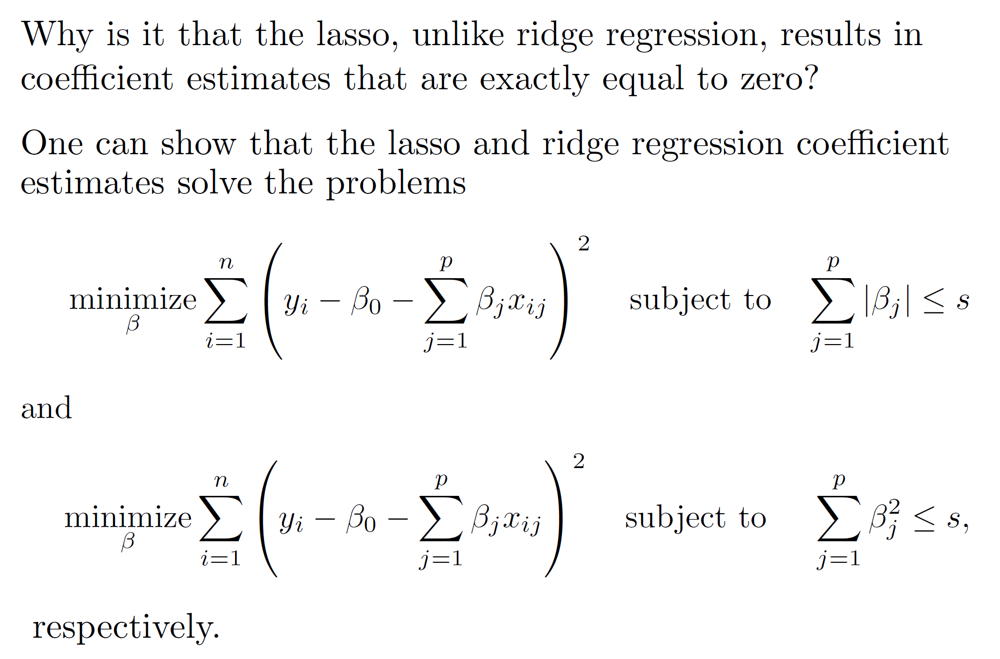 Why is it that the lasso, unlike ridge regression, results in
coefficient estimates that are exactly equal to zero?
One can show that the lasso and ridge regression coefficient
estimates solve the problems
$$\underset{\beta}{\text{minimize}} \sum_{i=1}^{n} \left( y_i - \beta_0 - \sum_{j=1}^{p} \beta_j x_{ij} \right)^2 \quad \text{subject to} \quad \sum_{j=1}^{p} |\beta_j| \leq s$$
and
$$\underset{\beta}{\text{minimize}} \sum_{i=1}^{n} \left( y_i - \beta_0 - \sum_{j=1}^{p} \beta_j x_{ij} \right)^2 \quad \text{subject to} \quad \sum_{j=1}^{p} \beta_j^2 \leq s,$$
respectively.